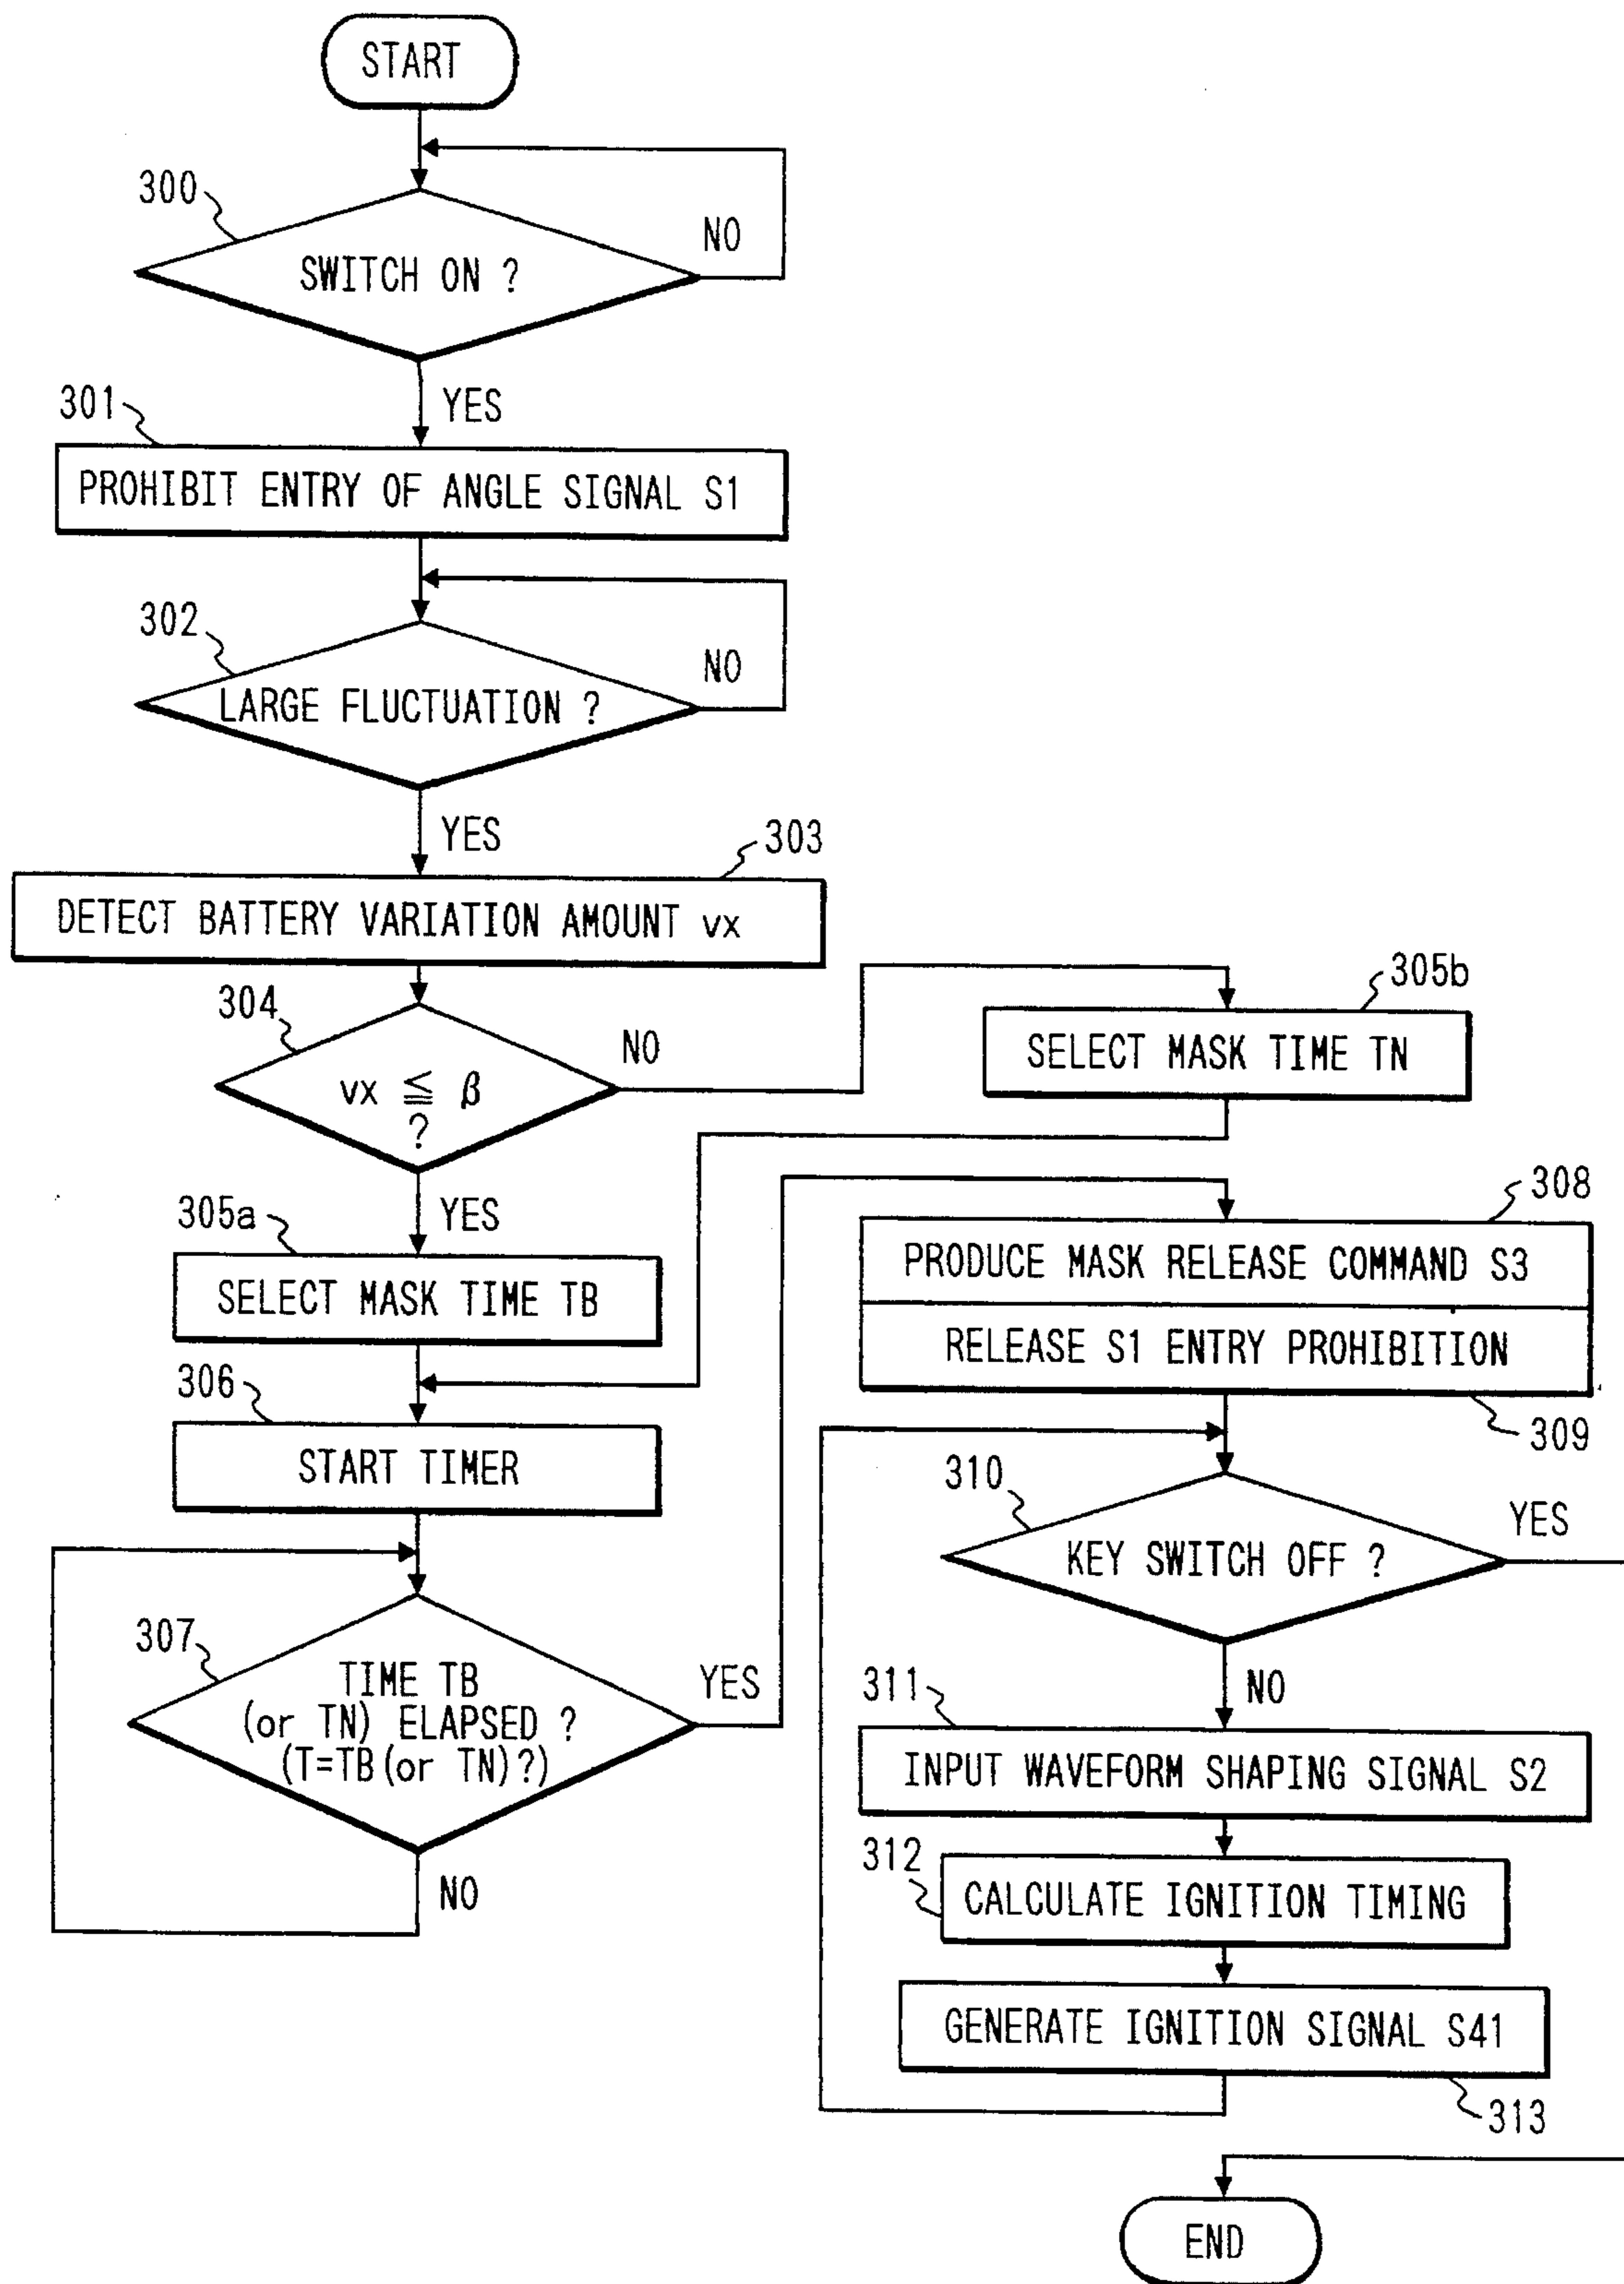 START
300
NO
SWITCH ON ?
YES
301
PROHIBIT ENTRY OF ANGLE SIGNAL S1
302
NO
LARGE FLUCTUATION ?
YES
303
DETECT BATTERY VARIATION AMOUNT vx
304
NO
vx ≦ β
?
YES
305b
SELECT MASK TIME TN
305a
SELECT MASK TIME TB
306
START TIMER
307
TIME TB
(or TN) ELAPSED ?
(T=TB(or TN)?)
YES
NO
308
PRODUCE MASK RELEASE COMMAND S3
RELEASE S1 ENTRY PROHIBITION
309
310
YES
KEY SWITCH OFF ?
NO
311
INPUT WAVEFORM SHAPING SIGNAL S2
312
CALCULATE IGNITION TIMING
GENERATE IGNITION SIGNAL S41
313
END